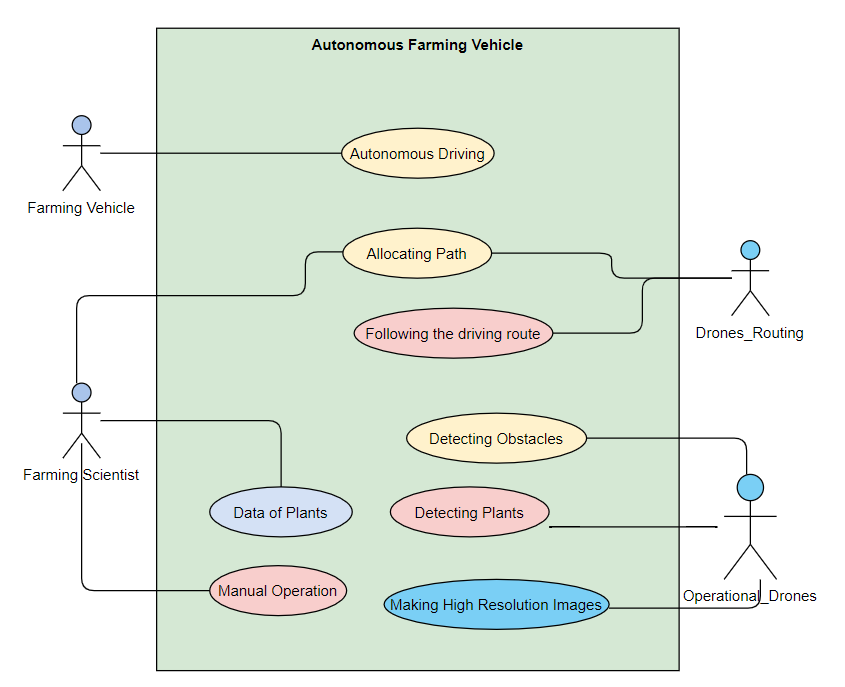 Autonomous Farming Vehicle
Autonomous Driving
Farming Vehicle
Allocating Path
Following the driving route
Drones_Routing
Detecting Obstacles
Farming Scientist
Data of Plants
Detecting Plants
Manual Operation
Making High Resolution Images
Operational_Drones